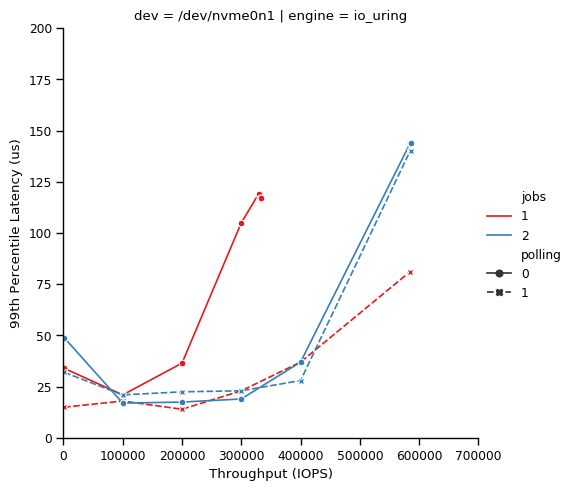 dev = /dev/nvme0n1 | engine = io_uring
200
175
150
125
100
75
50
25
0
99th Percentile Latency (us)
0 100000 200000 300000 400000 500000 600000 700000
Throughput (IOPS)
jobs
1
2
polling
0
1